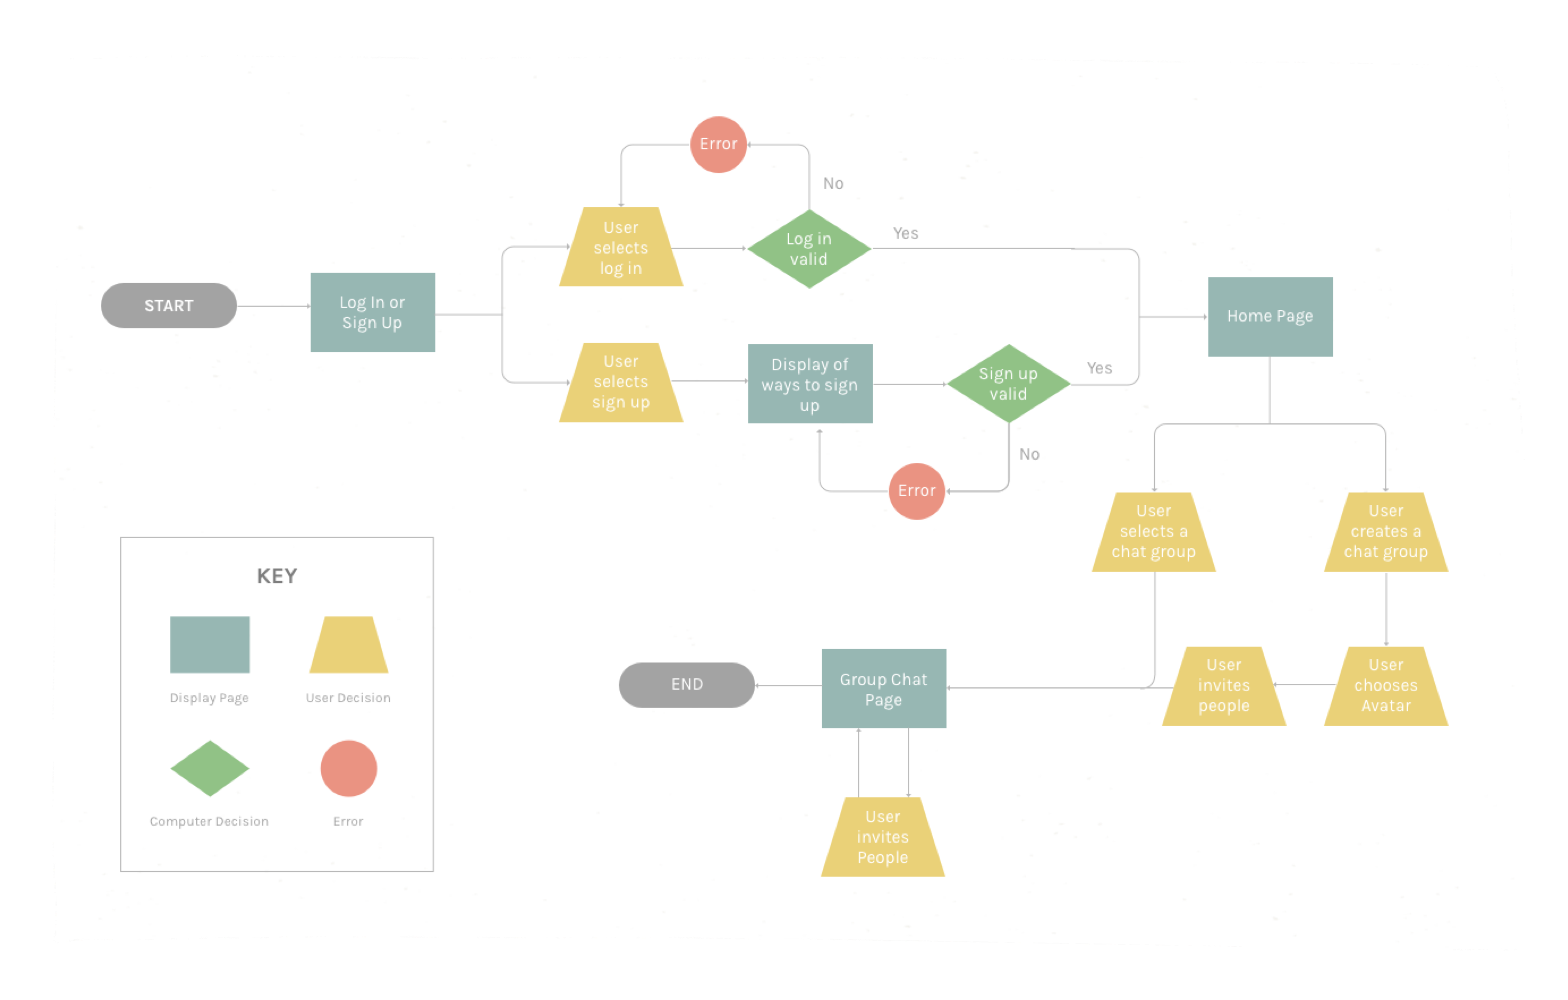 Error
No
User
selects
log in
Log in
valid
Yes
START
Log In or
Sign Up
Home Page
User
selects
sign up
Display of
ways to sign
up
Sign up
valid
Yes
No
Error
User
selects a
chat group
User
creates a
chat group
KEY
Display Page
User Decision
Computer Decision
Error
END
Group Chat
Page
User
invites
people
User
chooses
Avatar
User
invites
People